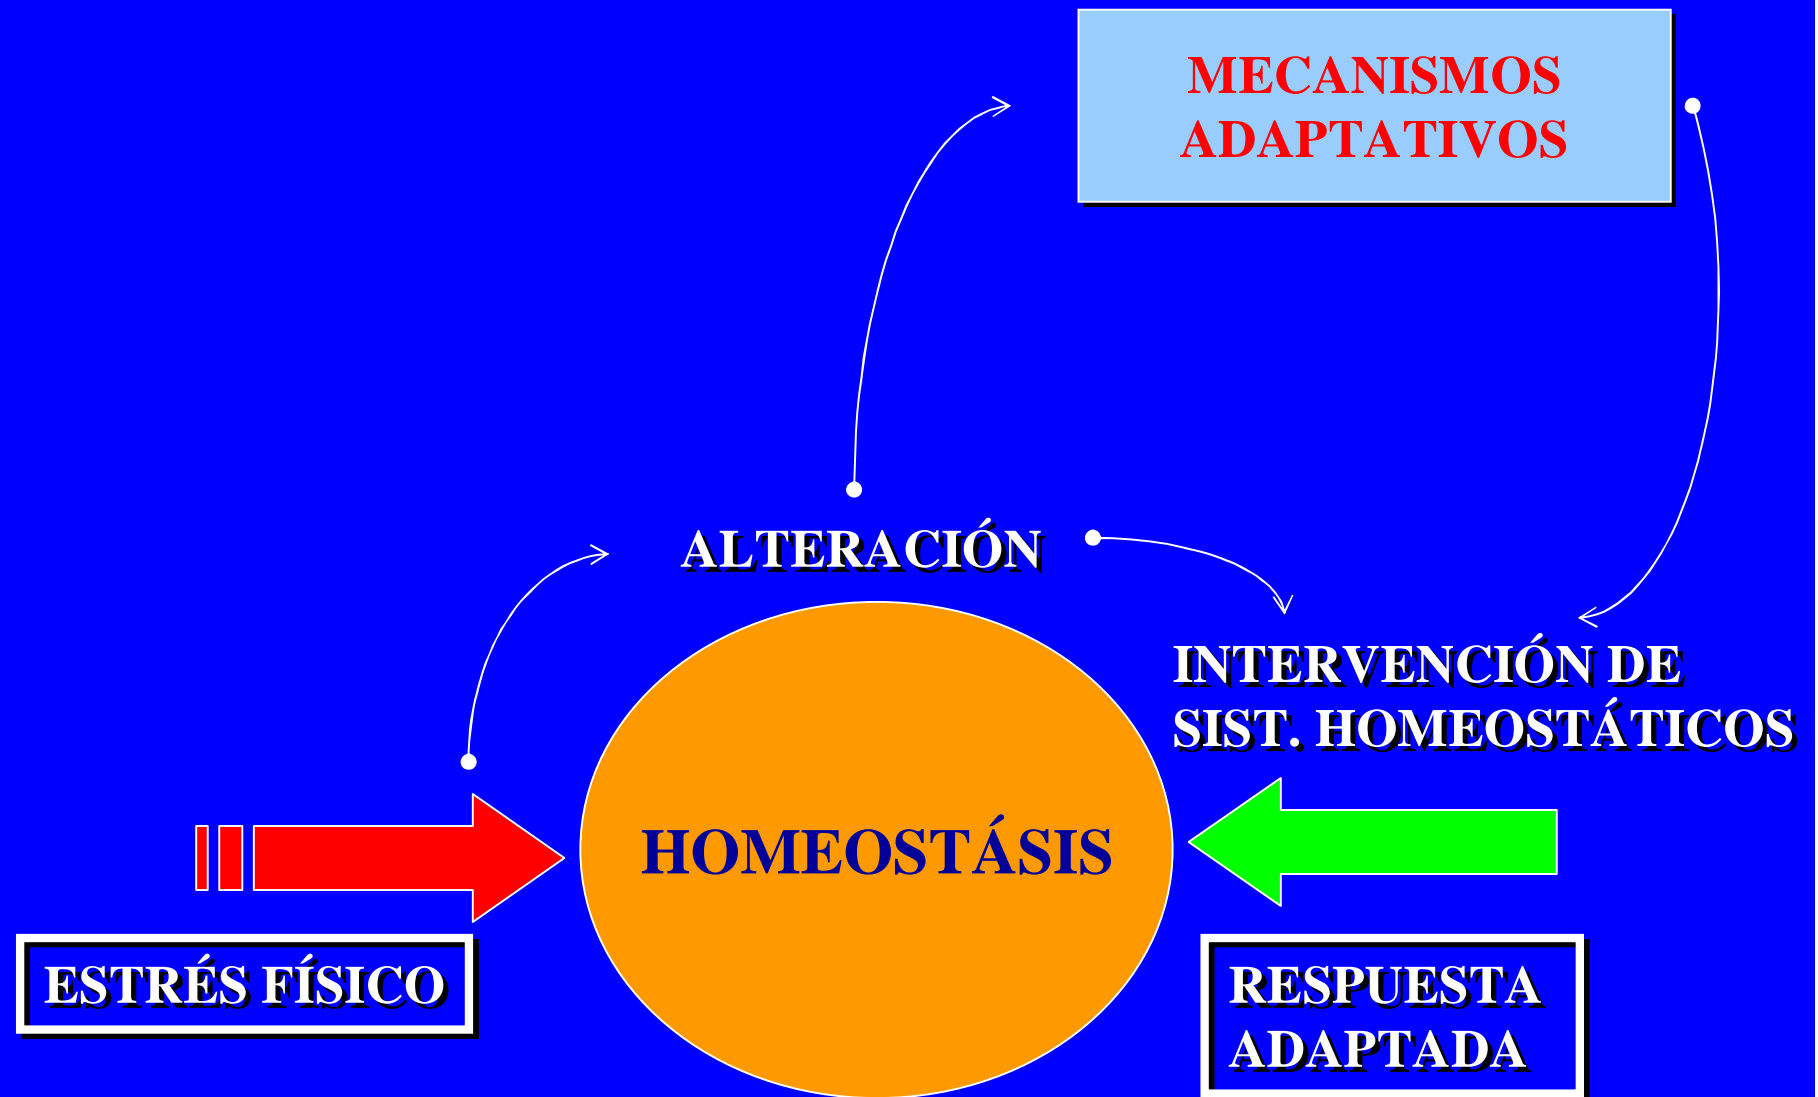 MECANISMOS
ADAPTATIVOS
ALTERACIÓN
INTERVENCIÓN DE
SIST. HOMEOSTÁTICOS
HOMEOSTÁSIS
ESTRÉS FÍSICO
RESPUESTA
ADAPTADA